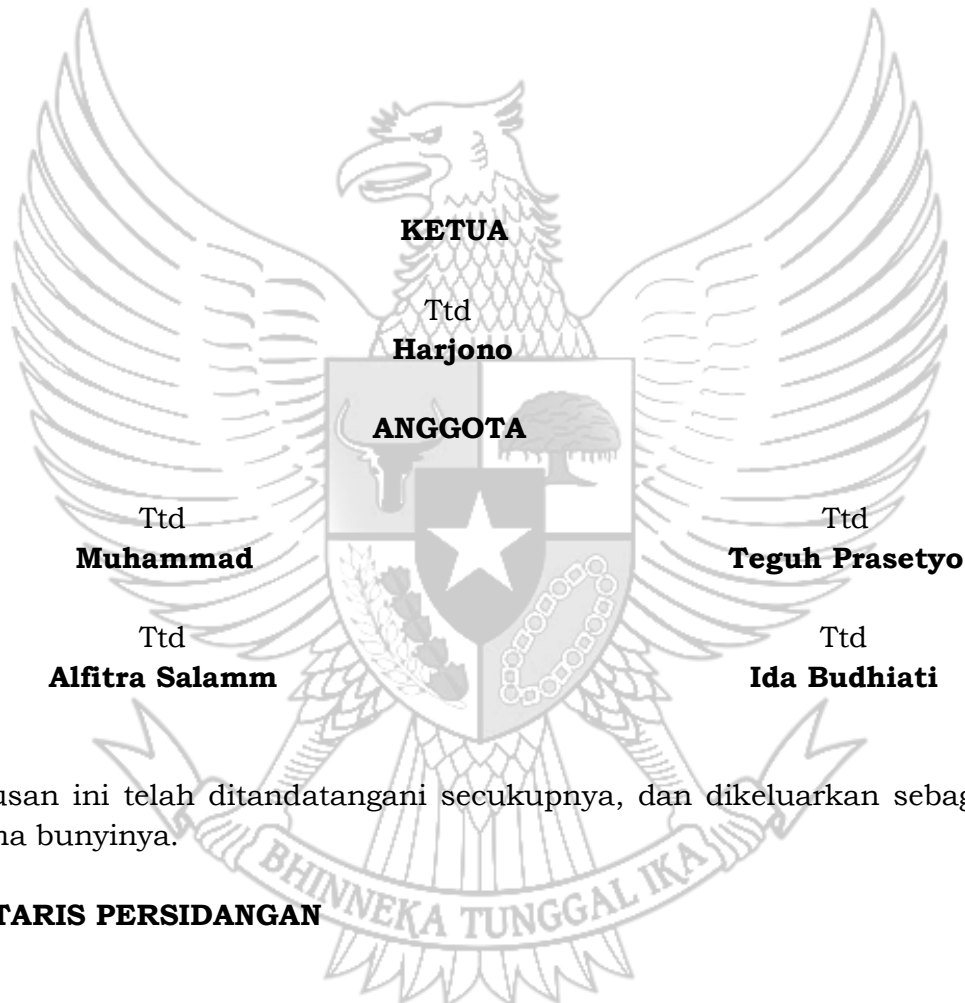 KETUA
Ttd
Harjono
ANGGOTA
Ttd Ttd
Muhammad Teguh Prasetyo
Ttd Ttd
Alfitra Salamm Ida Budhiati
usan ini telah ditandatangani secukupnya, dan dikeluarkan sebag
na bunyinya.
TARIS PERSIDANGAN
BHINNEKA TUNGGAL IKA